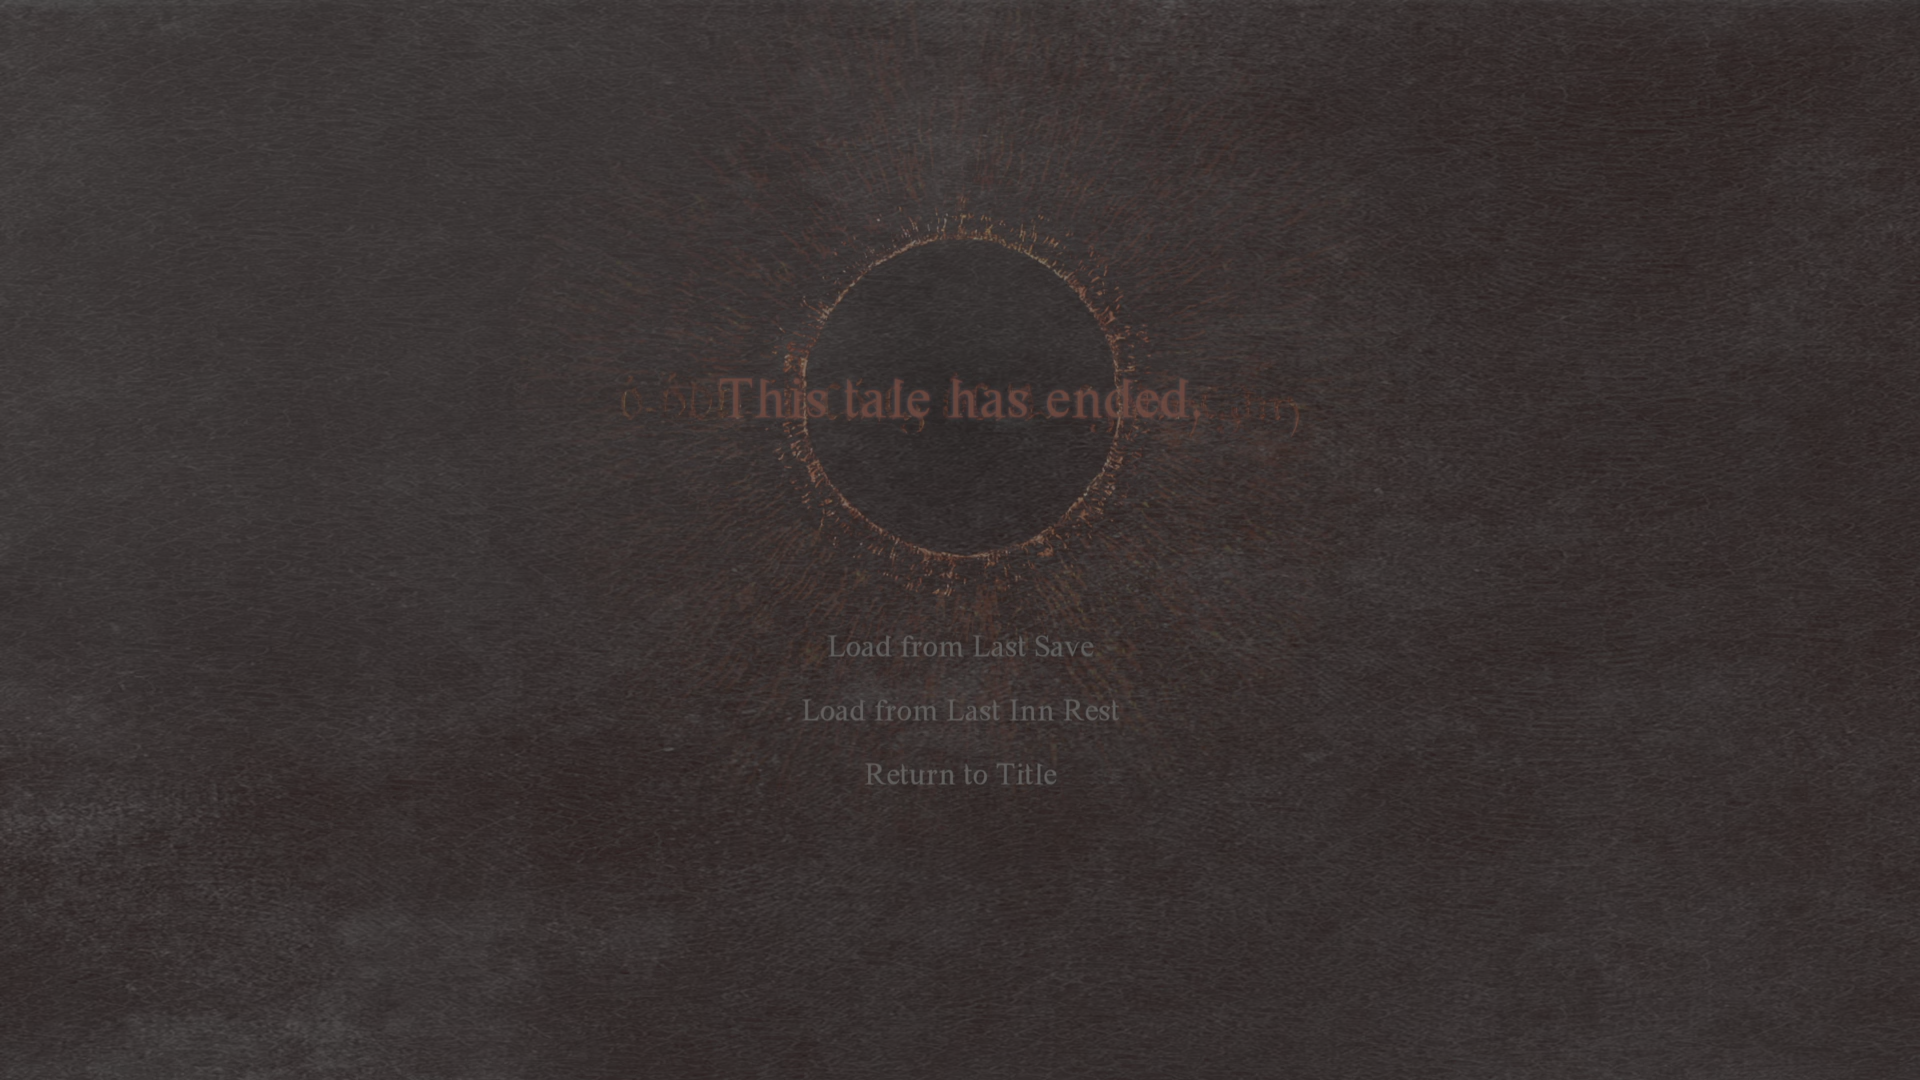 This tale has ended.
Load from Last Save
Load from Last Inn Rest
Return to Title